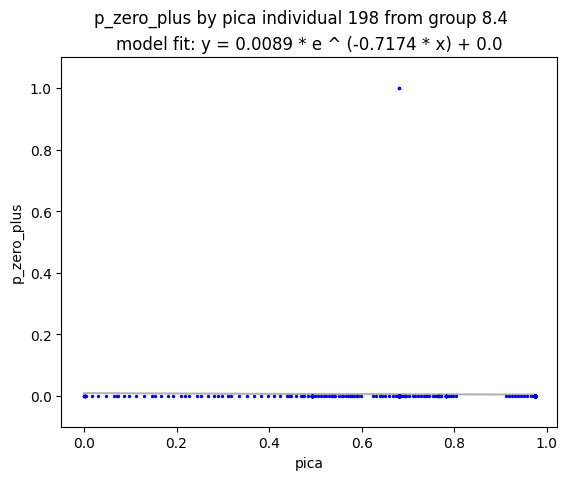 p_zero_plus by pica individual 198 from group 8.4
model fit: y = 0.0089 * e ^ (-0.7174 * x) + 0.0
1.0
0.8
0.6
0.4
0.2
0.0
p_zero_plus
0.0 0.2 0.4 0.6 0.8 1.0
pica